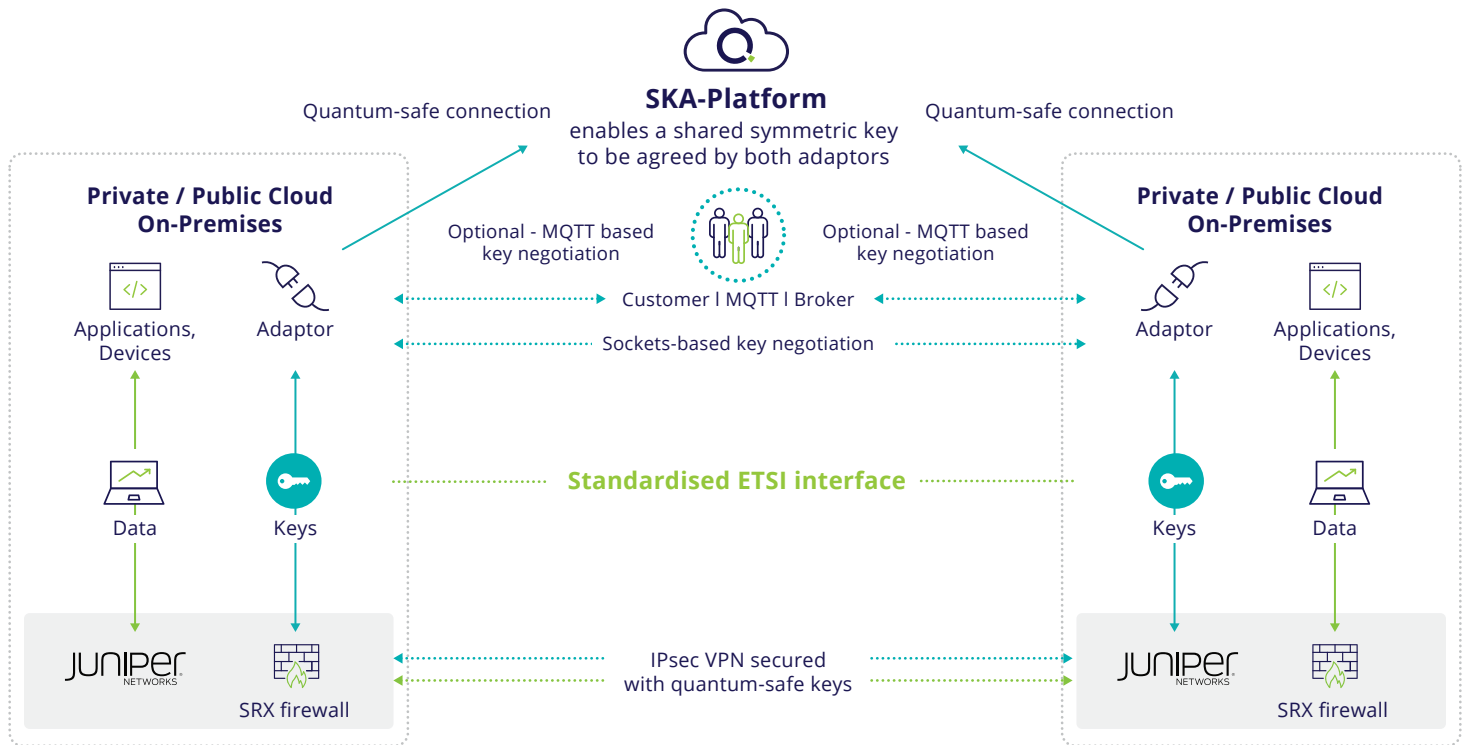 SKA-Platform
enables a shared symmetric key
to be agreed by both adaptors
Quantum-safe connection
Quantum-safe connection
Private / Public Cloud
On-Premises
Optional - MQTT based
key negotiation
Optional - MQTT based
key negotiation
Private / Public Cloud
On-Premises
</>
Applications,
Devices
Adaptor
Customer l MQTT l Broker
Sockets-based key negotiation
Adaptor
</>
Applications,
Devices
Data
Keys
Standardised ETSI interface
Keys
Data
JUNIPER
NETWORKS
SRX firewall
IPsec VPN secured
with quantum-safe keys
JUNIPER
NETWORKS
SRX firewall